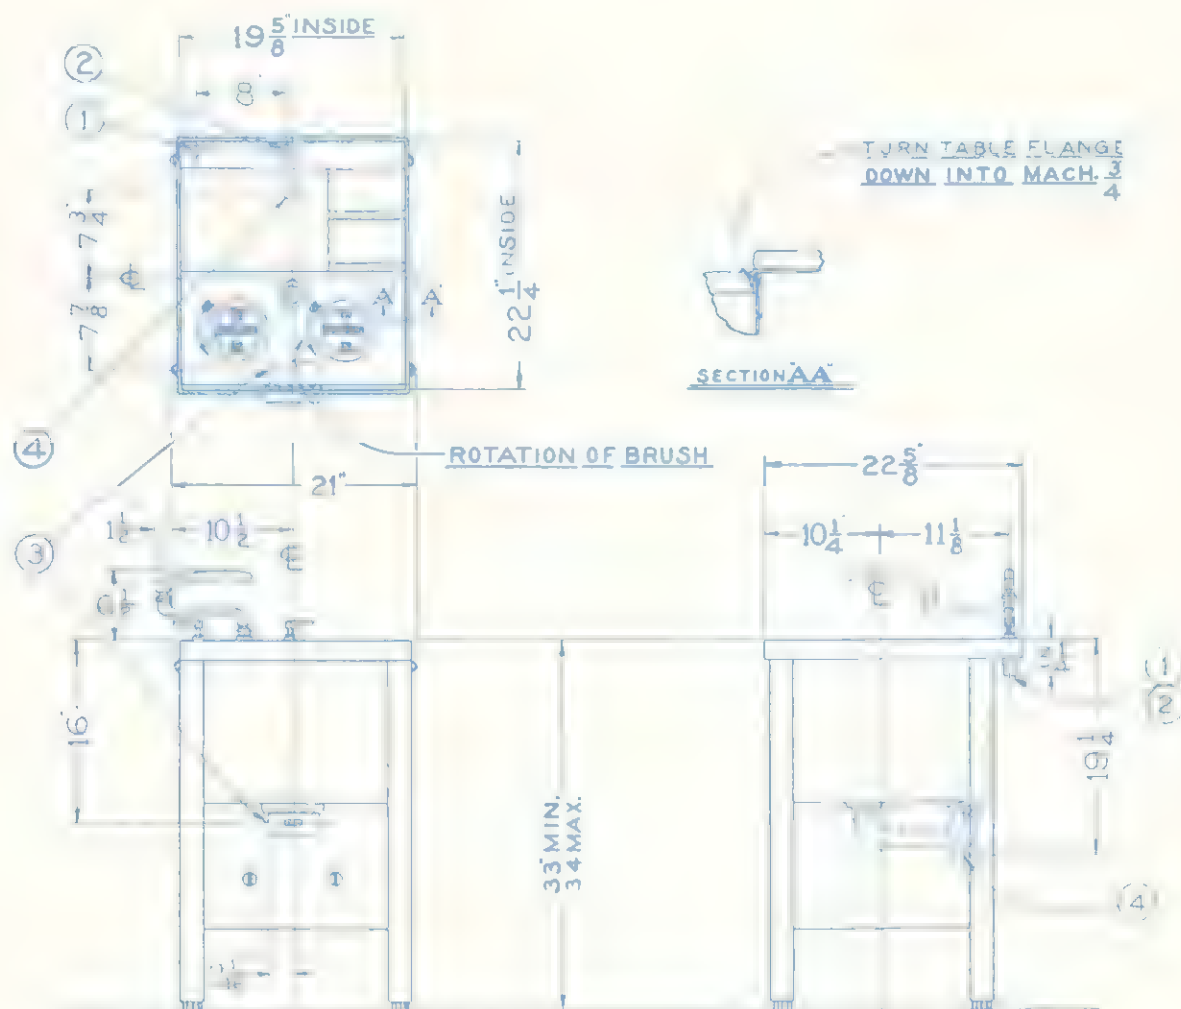 19 5/8" INSIDE
2
8"
1
TURN TABLE FLANGE
DOWN INTO MACH. 3/4
7 3/4"
22 1/4" INSIDE
℄
7 7/8
A A
SECTION "AA"
4
ROTATION OF BRUSH
22 5/8"
21"
1 1/2
10 1/2
℄
10 1/4
11 1/8
3
℄
6 1/2
1
2
16"
19 1/4
33" MIN.
34 MAX.
4